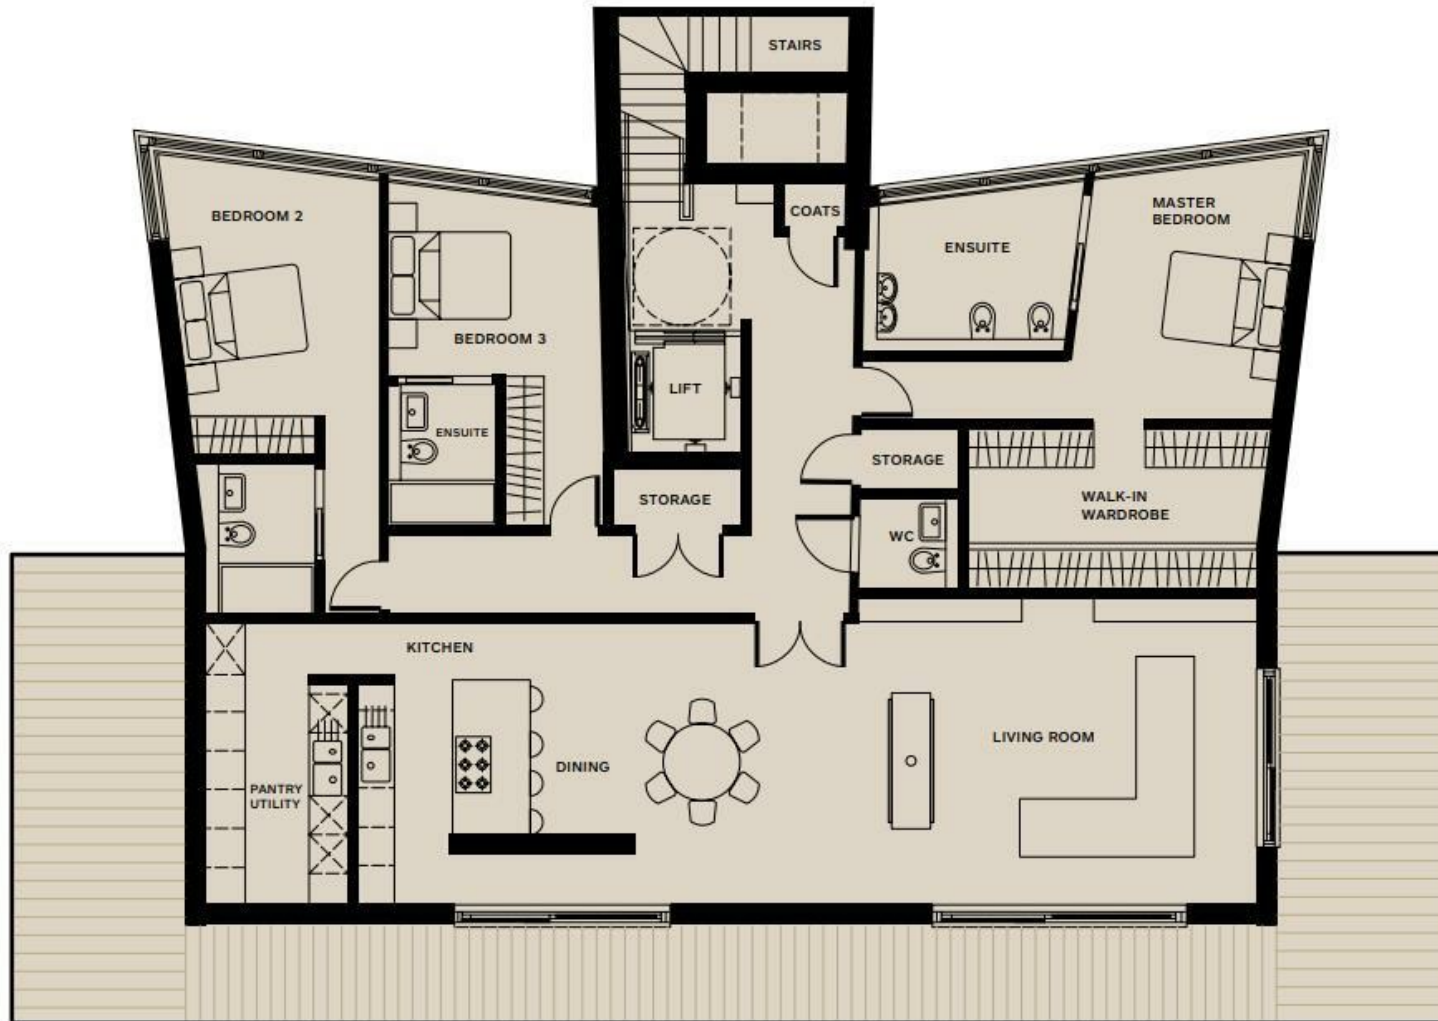 STAIRS
COATS
BEDROOM 2
MASTER
BEDROOM
ENSUITE
BEDROOM 3
LIFT
ENSUITE
STORAGE
STORAGE
WALK-IN
WARDROBE
WC
KITCHEN
LIVING ROOM
DINING
PANTRY
UTILITY